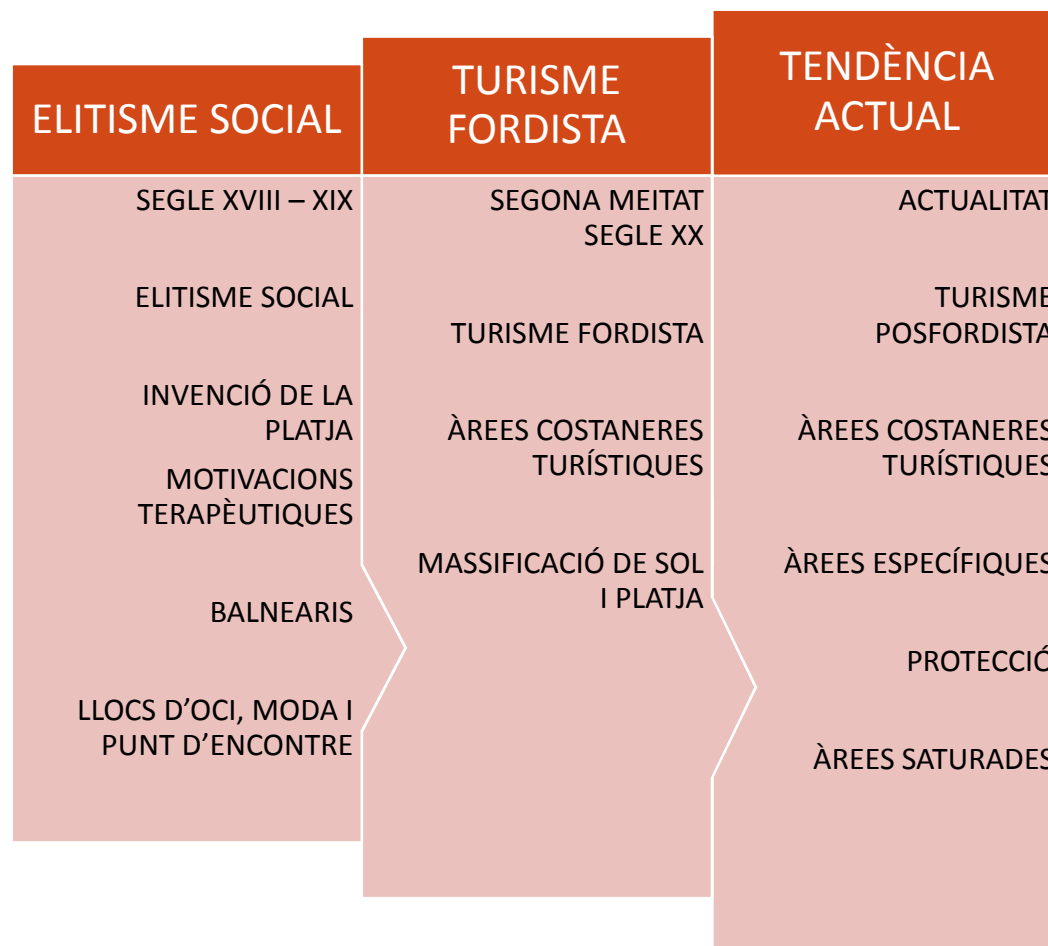 ELITISME SOCIAL
SEGLE XVIII – XIX
ELITISME SOCIAL
INVENCIÓ DE LA
PLATJA
MOTIVACIONS
TERAPÈUTIQUES
BALNEARIS
LLOCS D’OCI, MODA I
PUNT D’ENCONTRE
TURISME
FORDISTA
SEGONA MEITAT
SEGLE XX
TURISME FORDISTA
ÀREES COSTANERES
TURÍSTIQUES
MASSIFICACIÓ DE SOL
I PLATJA
TENDÈNCIA
ACTUAL
ACTUALITAT
TURISME
POSFORDISTA
ÀREES COSTANERES
TURÍSTIQUES
ÀREES ESPECÍFIQUES
PROTECCIÓ
ÀREES SATURADES